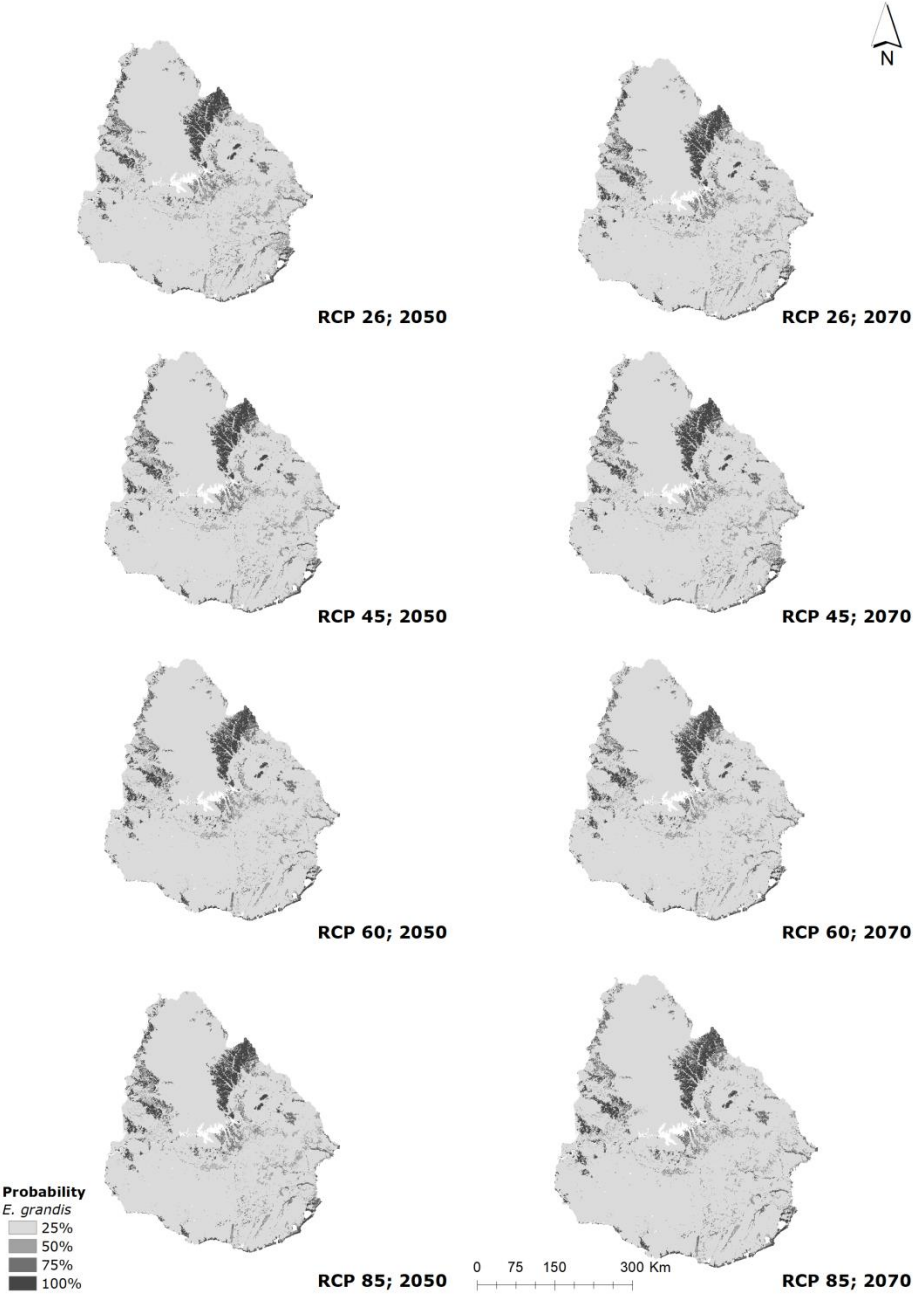 N
RCP 26; 2050
RCP 26; 2070
RCP 45; 2050
RCP 45; 2070
RCP 60; 2050
RCP 60; 2070
Probability
E. grandis
25%
50%
75%
100%
RCP 85; 2050
0 75 150 300 Km
RCP 85; 2070